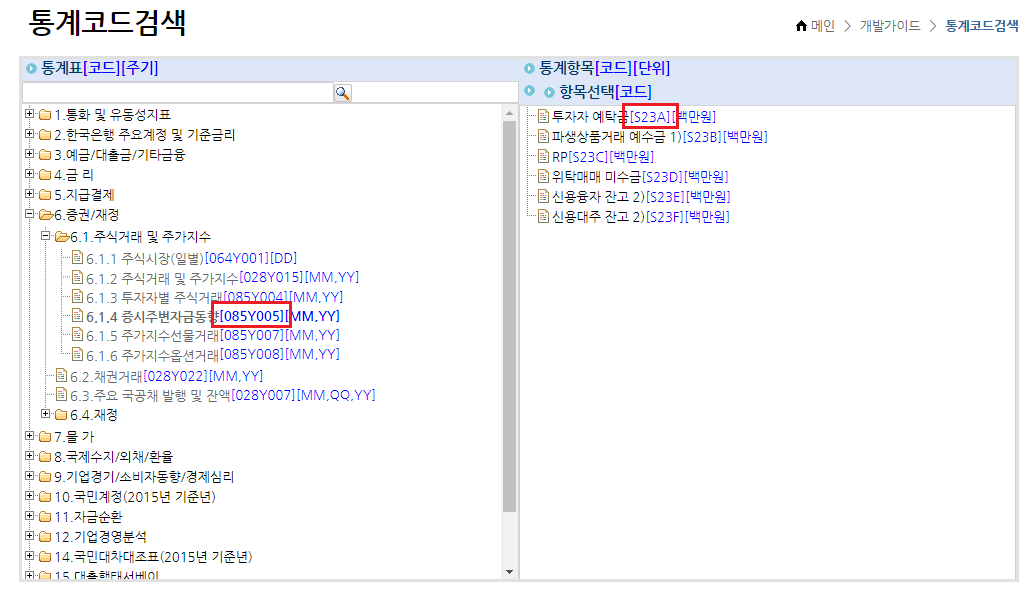 통계코드검색
메인 > 개발가이드 > 통계코드검색
통계표[코드][주기]
1.통화 및 유동성지표
2.한국은행 주요계정 및 기준금리
3.예금/대출금/기타금융
4.금 리
5.지급결제
6.증권/재정
6.1.주식거래 및 주가지수
6.1.1 주식시장(일별)[064Y001][DD]
6.1.2 주식거래 및 주가지수[028Y015][MM,YY]
6.1.3 투자자별 주식거래[085Y004][MM,YY]
6.1.4 증시주변자금동향[085Y005][MM,YY]
6.1.5 주가지수선물거래[085Y007][MM,YY]
6.1.6 주가지수옵션거래[085Y008][MM,YY]
6.2.채권거래[028Y022][MM,YY]
6.3.주요 국공채 발행 및 잔액[028Y007][MM,QQ,YY]
6.4.재정
7.물 가
8.국제수지/외채/환율
9.기업경기/소비자동향/경제심리
10.국민계정(2015년 기준년)
11.자금순환
12.기업경영분석
14.국민대차대조표(2015년 기준년)
15.대출행태서베이
통계항목[코드][단위]
항목선택[코드]
투자자 예탁금[S23A][백만원]
파생상품거래 예수금 1)[S23B][백만원]
RP[S23C][백만원]
위탁매매 미수금[S23D][백만원]
신용융자 잔고 2)[S23E][백만원]
신용대주 잔고 2)[S23F][백만원]